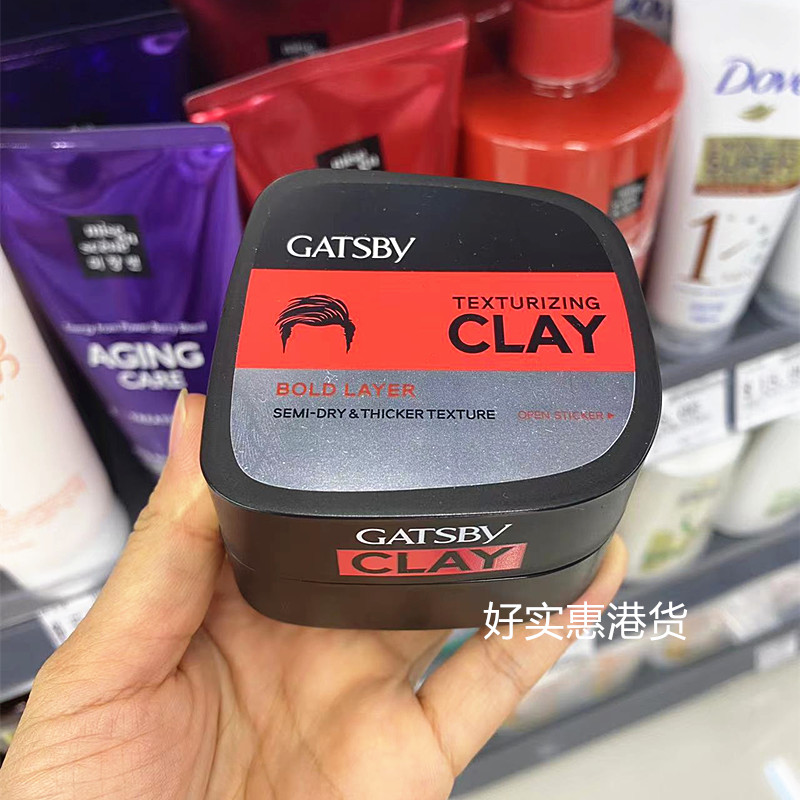 GATSBY
TEXTURIZING
CLAY
BOLD LAYER
SEMI-DRY & THICKER TEXTURE
OPEN STICKER ▶
GATSBY
CLAY
好实惠港货
AGING
CARE
Dove
1